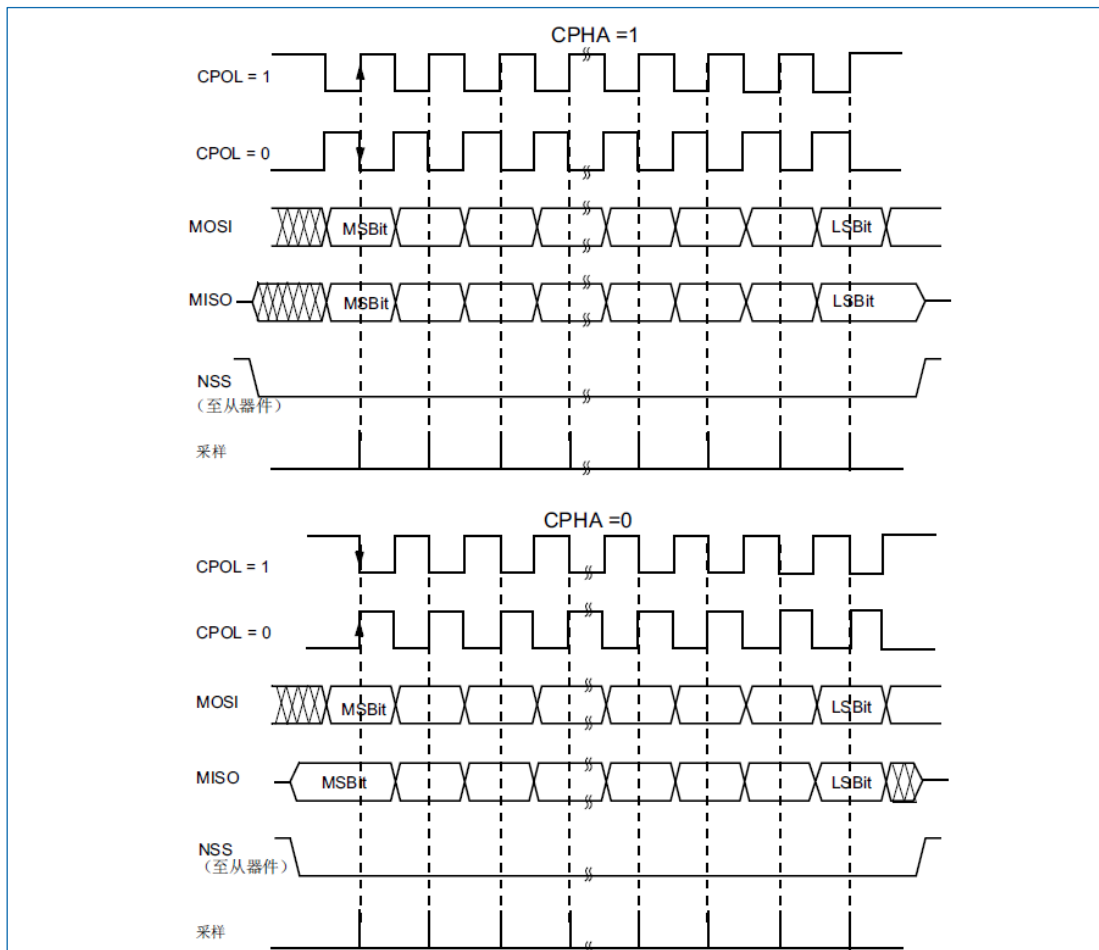 CPHA =1
CPOL = 1
CPOL = 0
MOSI MSBit LSBit
MISO MSBit LSBit
NSS
（至从器件）
采样
CPHA =0
CPOL = 1
CPOL = 0
MOSI MSBit LSBit
MISO MSBit LSBit
NSS
（至从器件）
采样